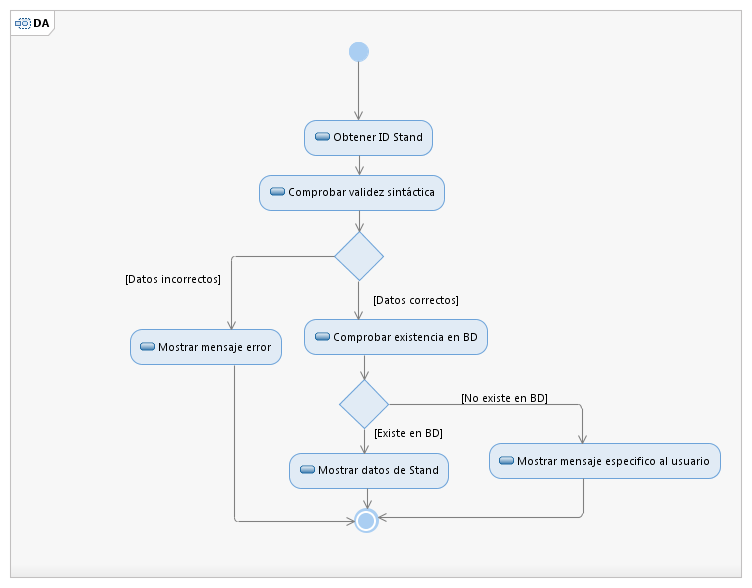 DA
Obtener ID Stand
Comprobar validez sintáctica
[Datos incorrectos]
[Datos correctos]
Mostrar mensaje error
Comprobar existencia en BD
[No existe en BD]
[Existe en BD]
Mostrar datos de Stand
Mostrar mensaje especifico al usuario